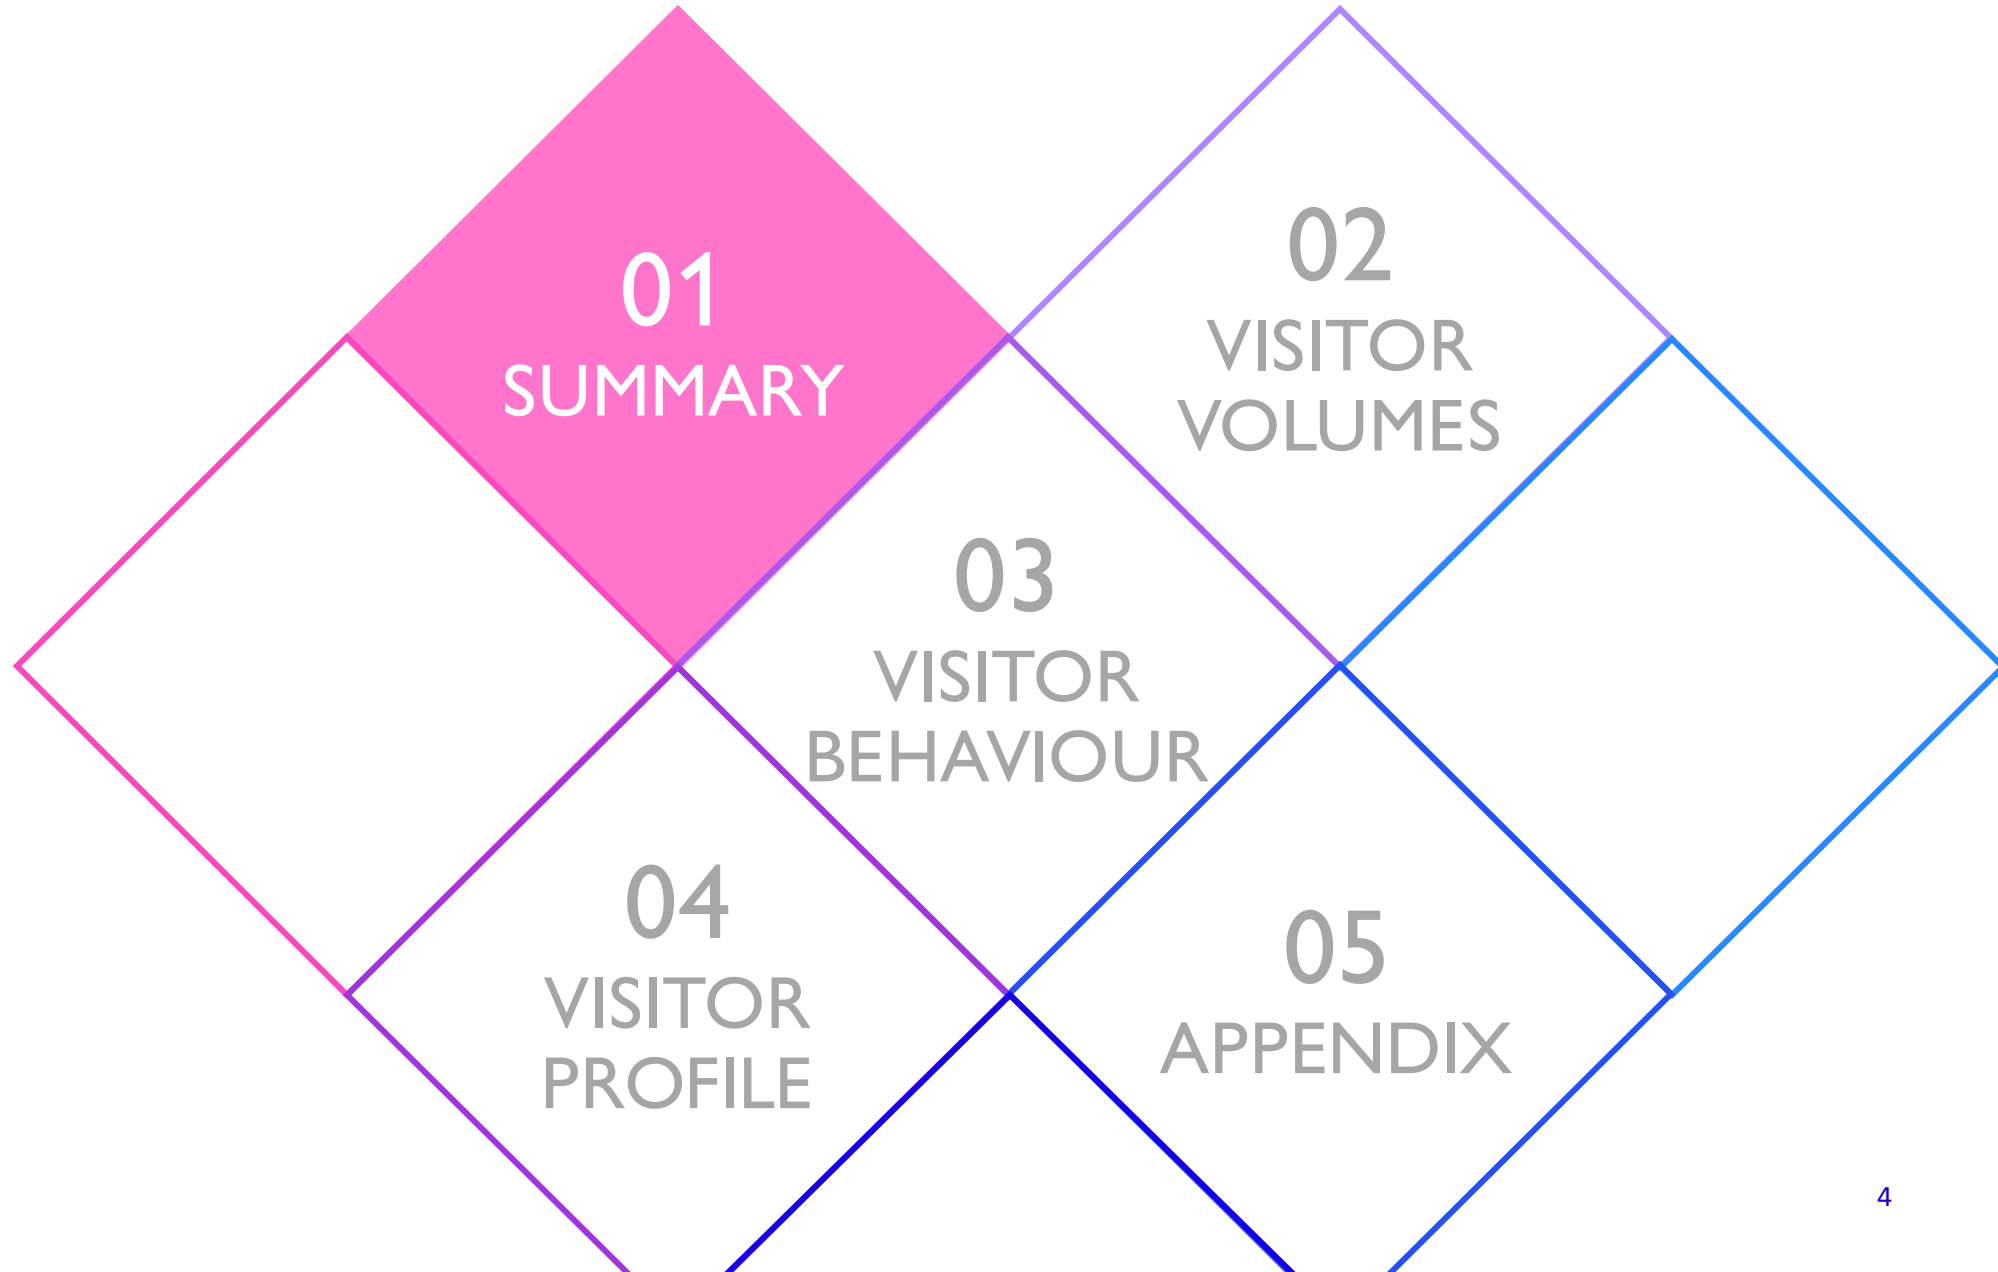 01
SUMMARY
02
VISITOR
VOLUMES
03
VISITOR
BEHAVIOUR
04
VISITOR
PROFILE
05
APPENDIX
4